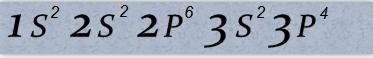 1S² 2S² 2P⁶ 3S² 3P⁴